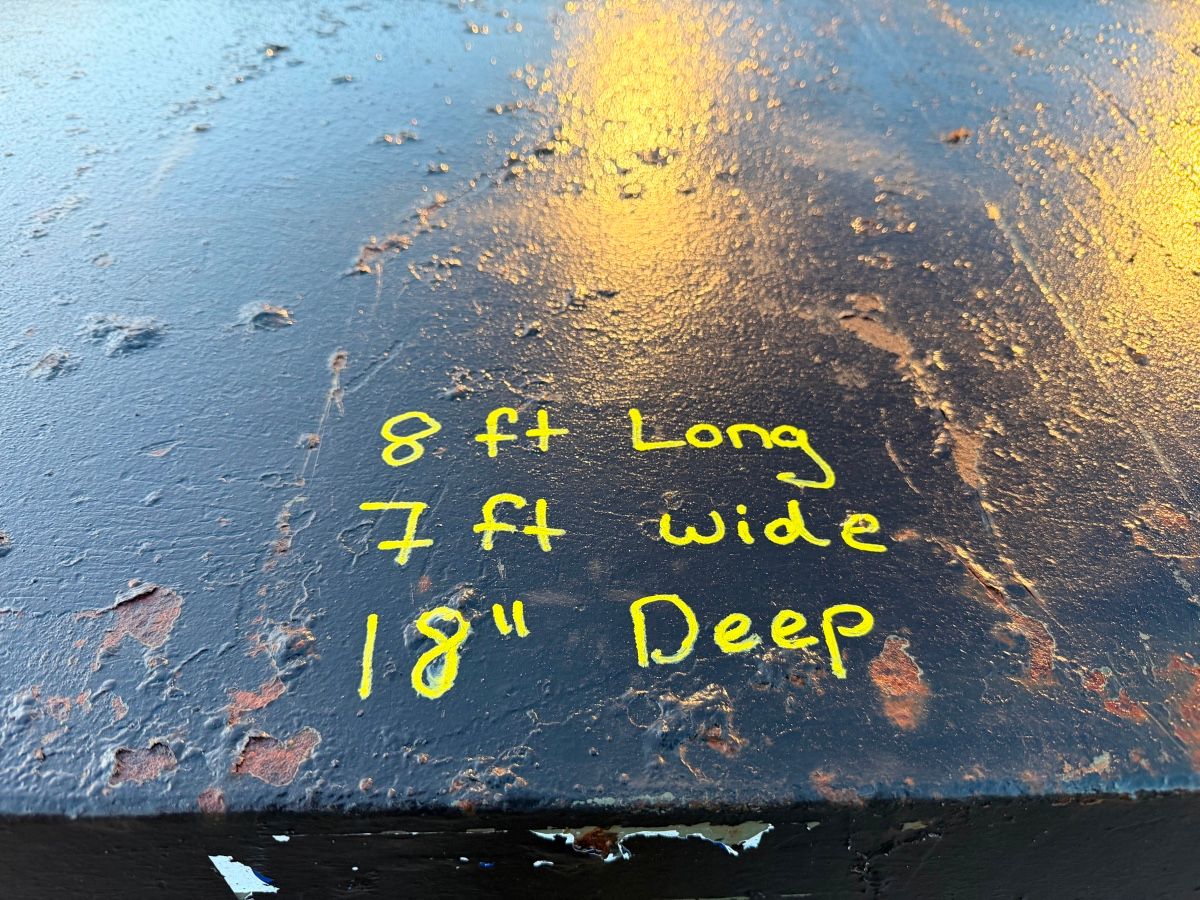 8 ft Long
7 ft wide
18" Deep